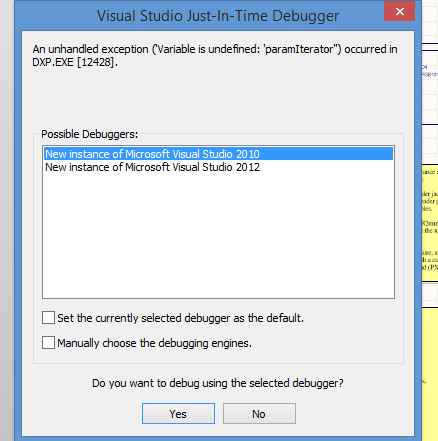 Visual Studio Just-In-Time Debugger
An unhandled exception ('Variable is undefined: 'paramIterator'') occurred in
DXP.EXE [12428].
Possible Debuggers:
New instance of Microsoft Visual Studio 2010
New instance of Microsoft Visual Studio 2012
Set the currently selected debugger as the default.
Manually choose the debugging engines.
Do you want to debug using the selected debugger?
Yes
No